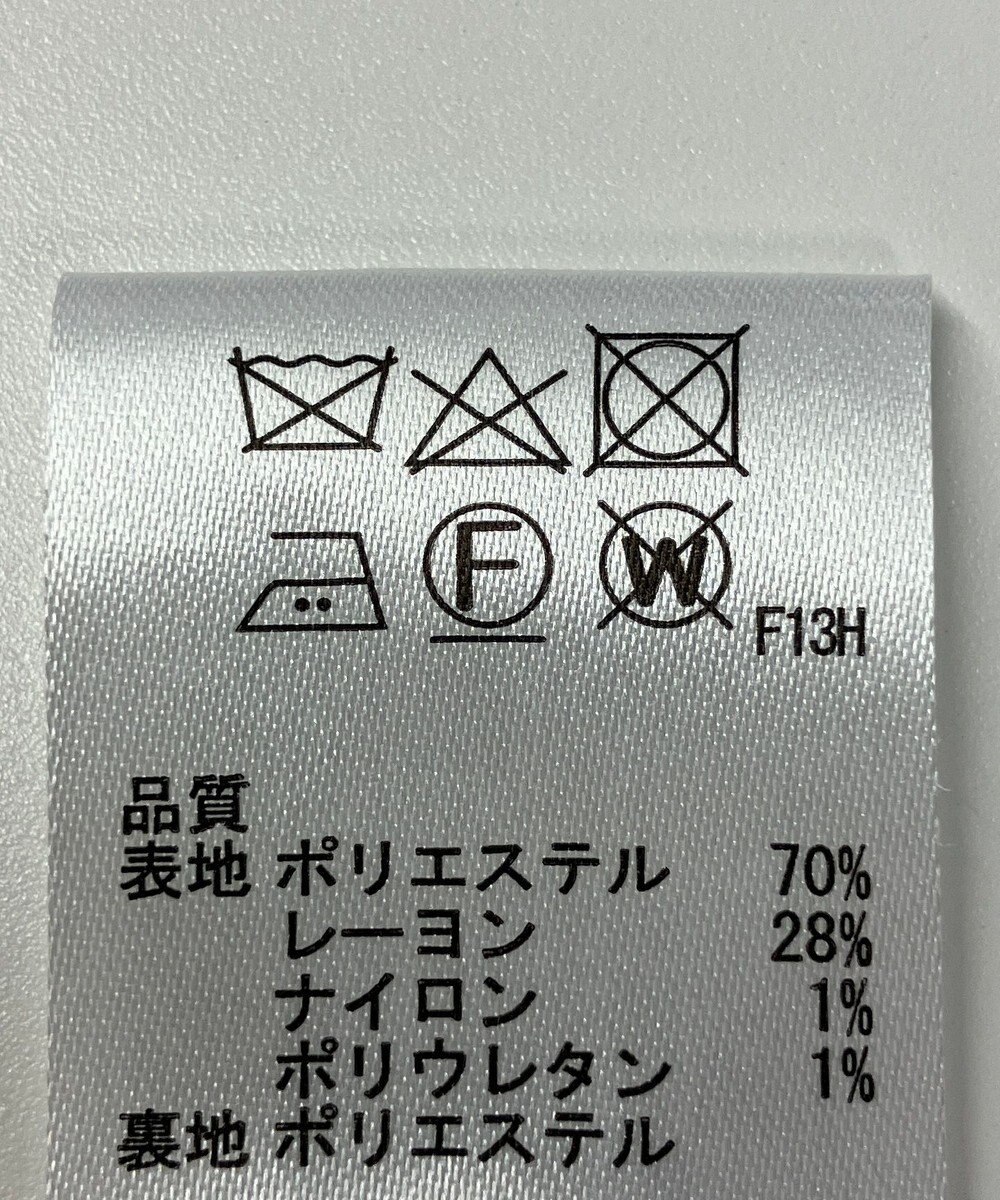 F
W
F13H
品質
表地 ポリエステル 70%
レーヨン 28%
ナイロン 1%
ポリウレタン 1%
裏地 ポリエステル